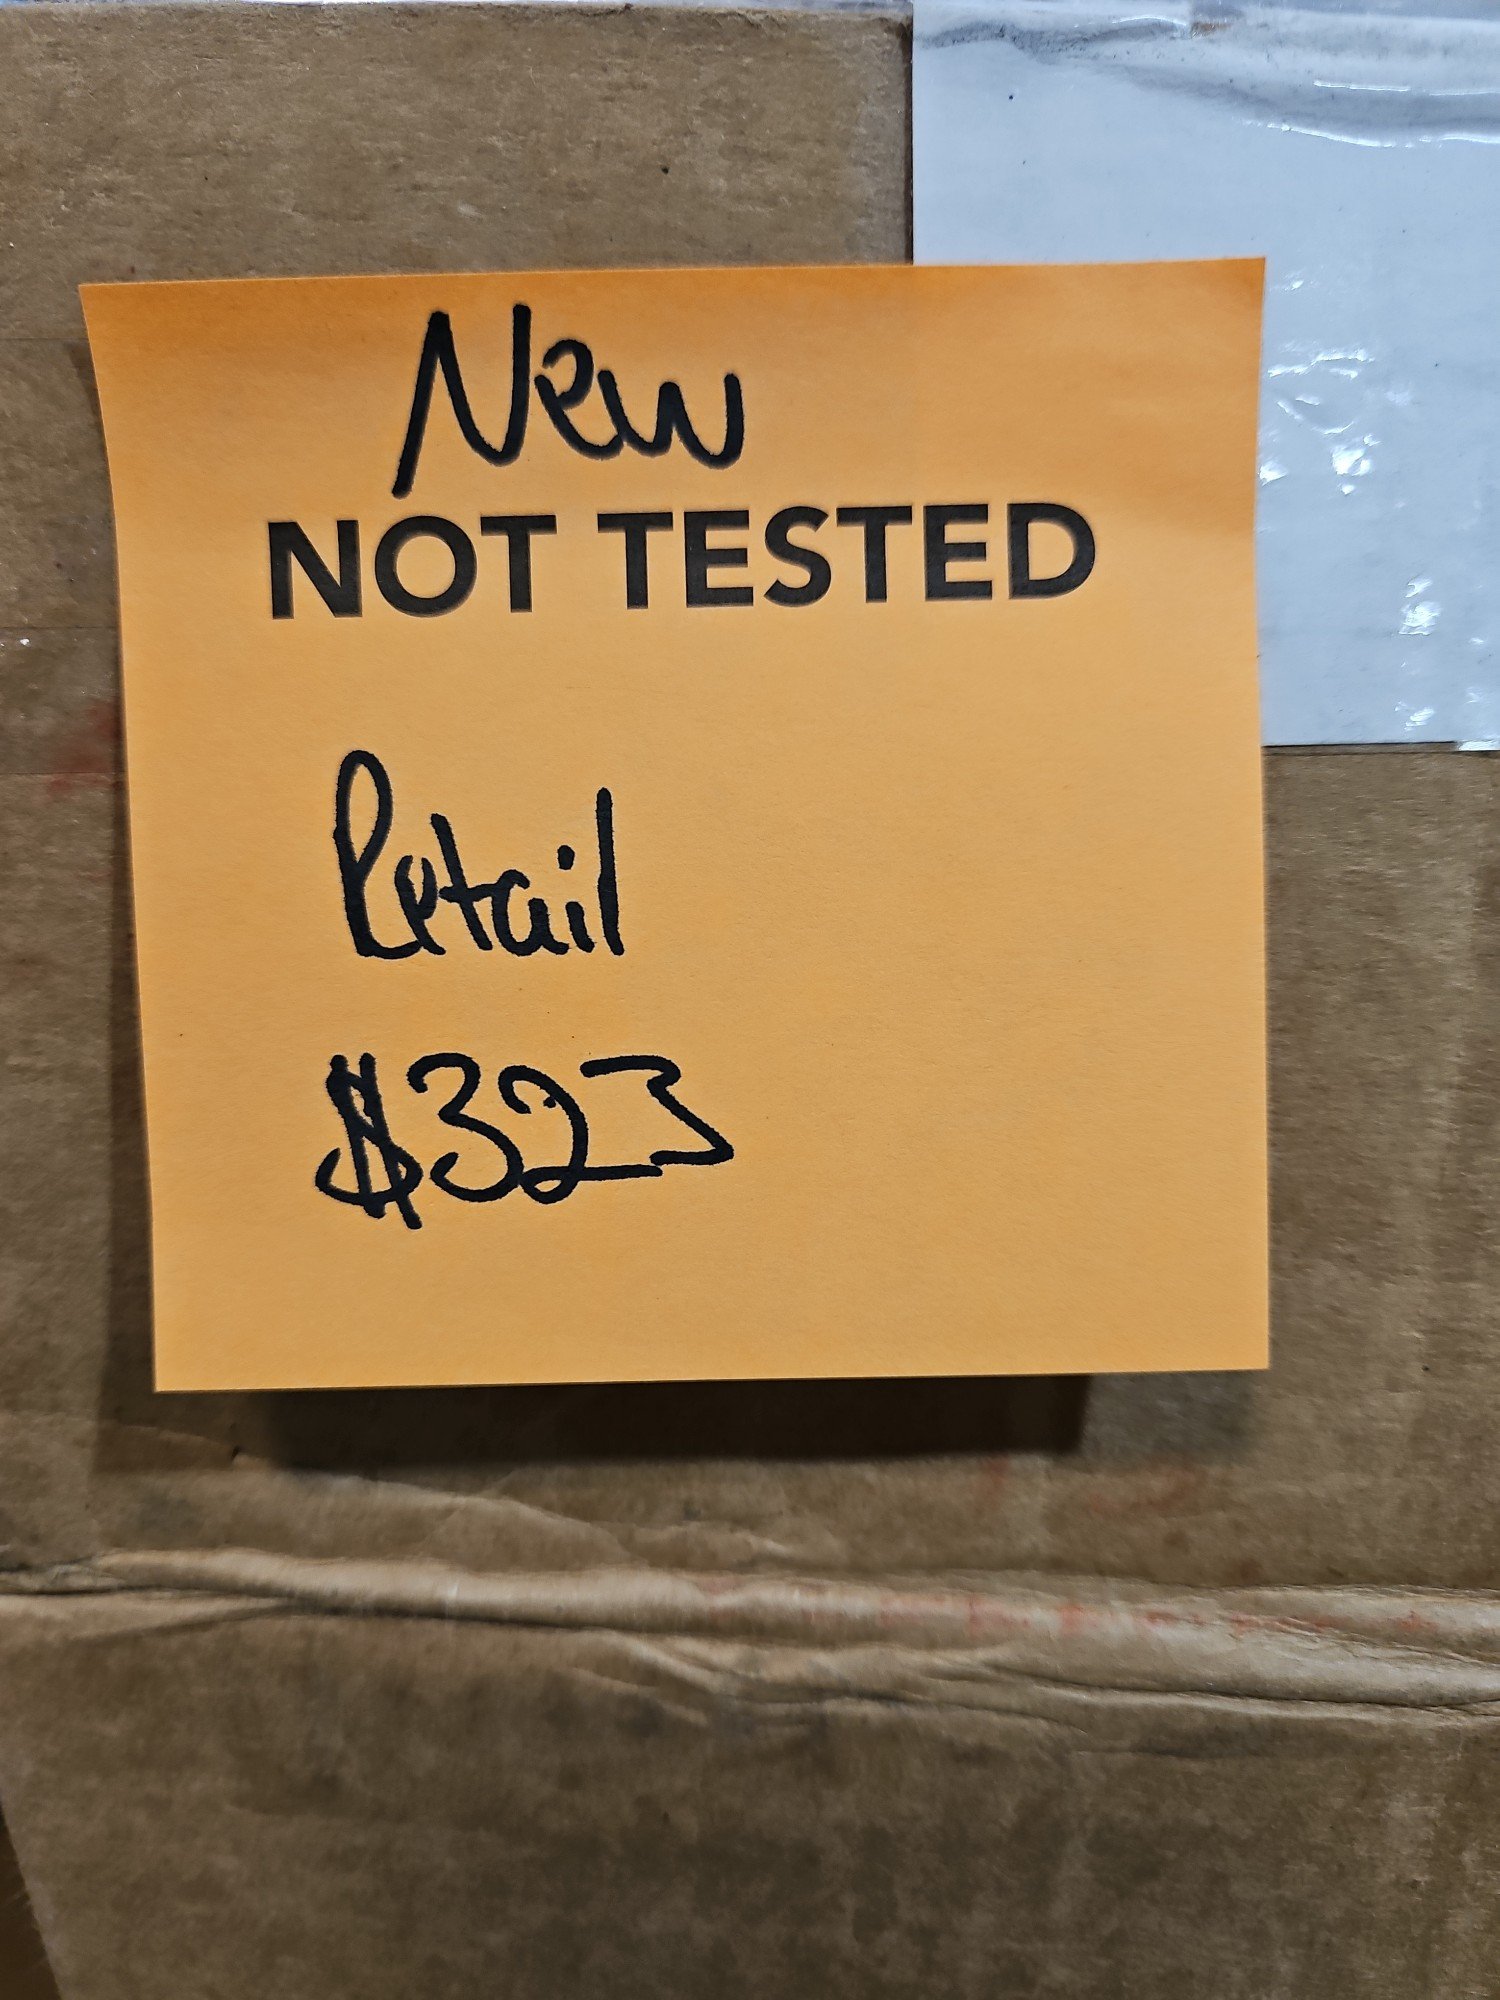 New
NOT TESTED
Retail
$323